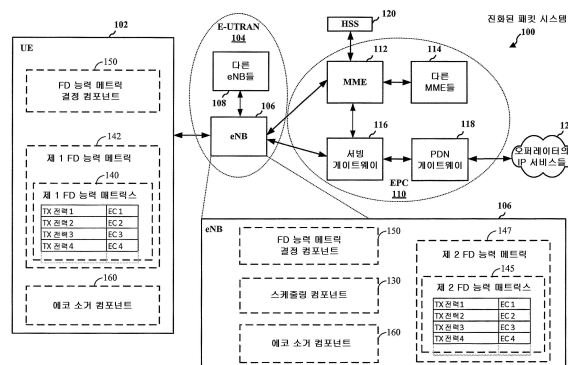 진화된 패킷 시스템
100
102
UE
150
FD 능력 메트릭
결정 컴포넌트
142
제 1 FD 능력 메트릭
140
제 1 FD 능력 매트릭스
TX 전력1 EC 1
TX 전력2 EC 2
TX 전력3 EC 3
TX 전력4 EC 4
160
에코 소거 컴포넌트
E-UTRAN
104
다른
eNB들
108
106
eNB
HSS
120
112
MME
114
다른
MME들
116
서빙
게이트웨이
118
PDN
게이트웨이
EPC
110
12
오퍼레이터의
IP 서비스들
106
eNB
150
FD 능력 메트릭
결정 컴포넌트
130
스케줄링 컴포넌트
160
에코 소거 컴포넌트
147
제 2 FD 능력 메트릭
145
제 2 FD 능력 매트릭스
TX 전력1 EC 1
TX 전력2 EC 2
TX 전력3 EC 3
TX 전력4 EC 4